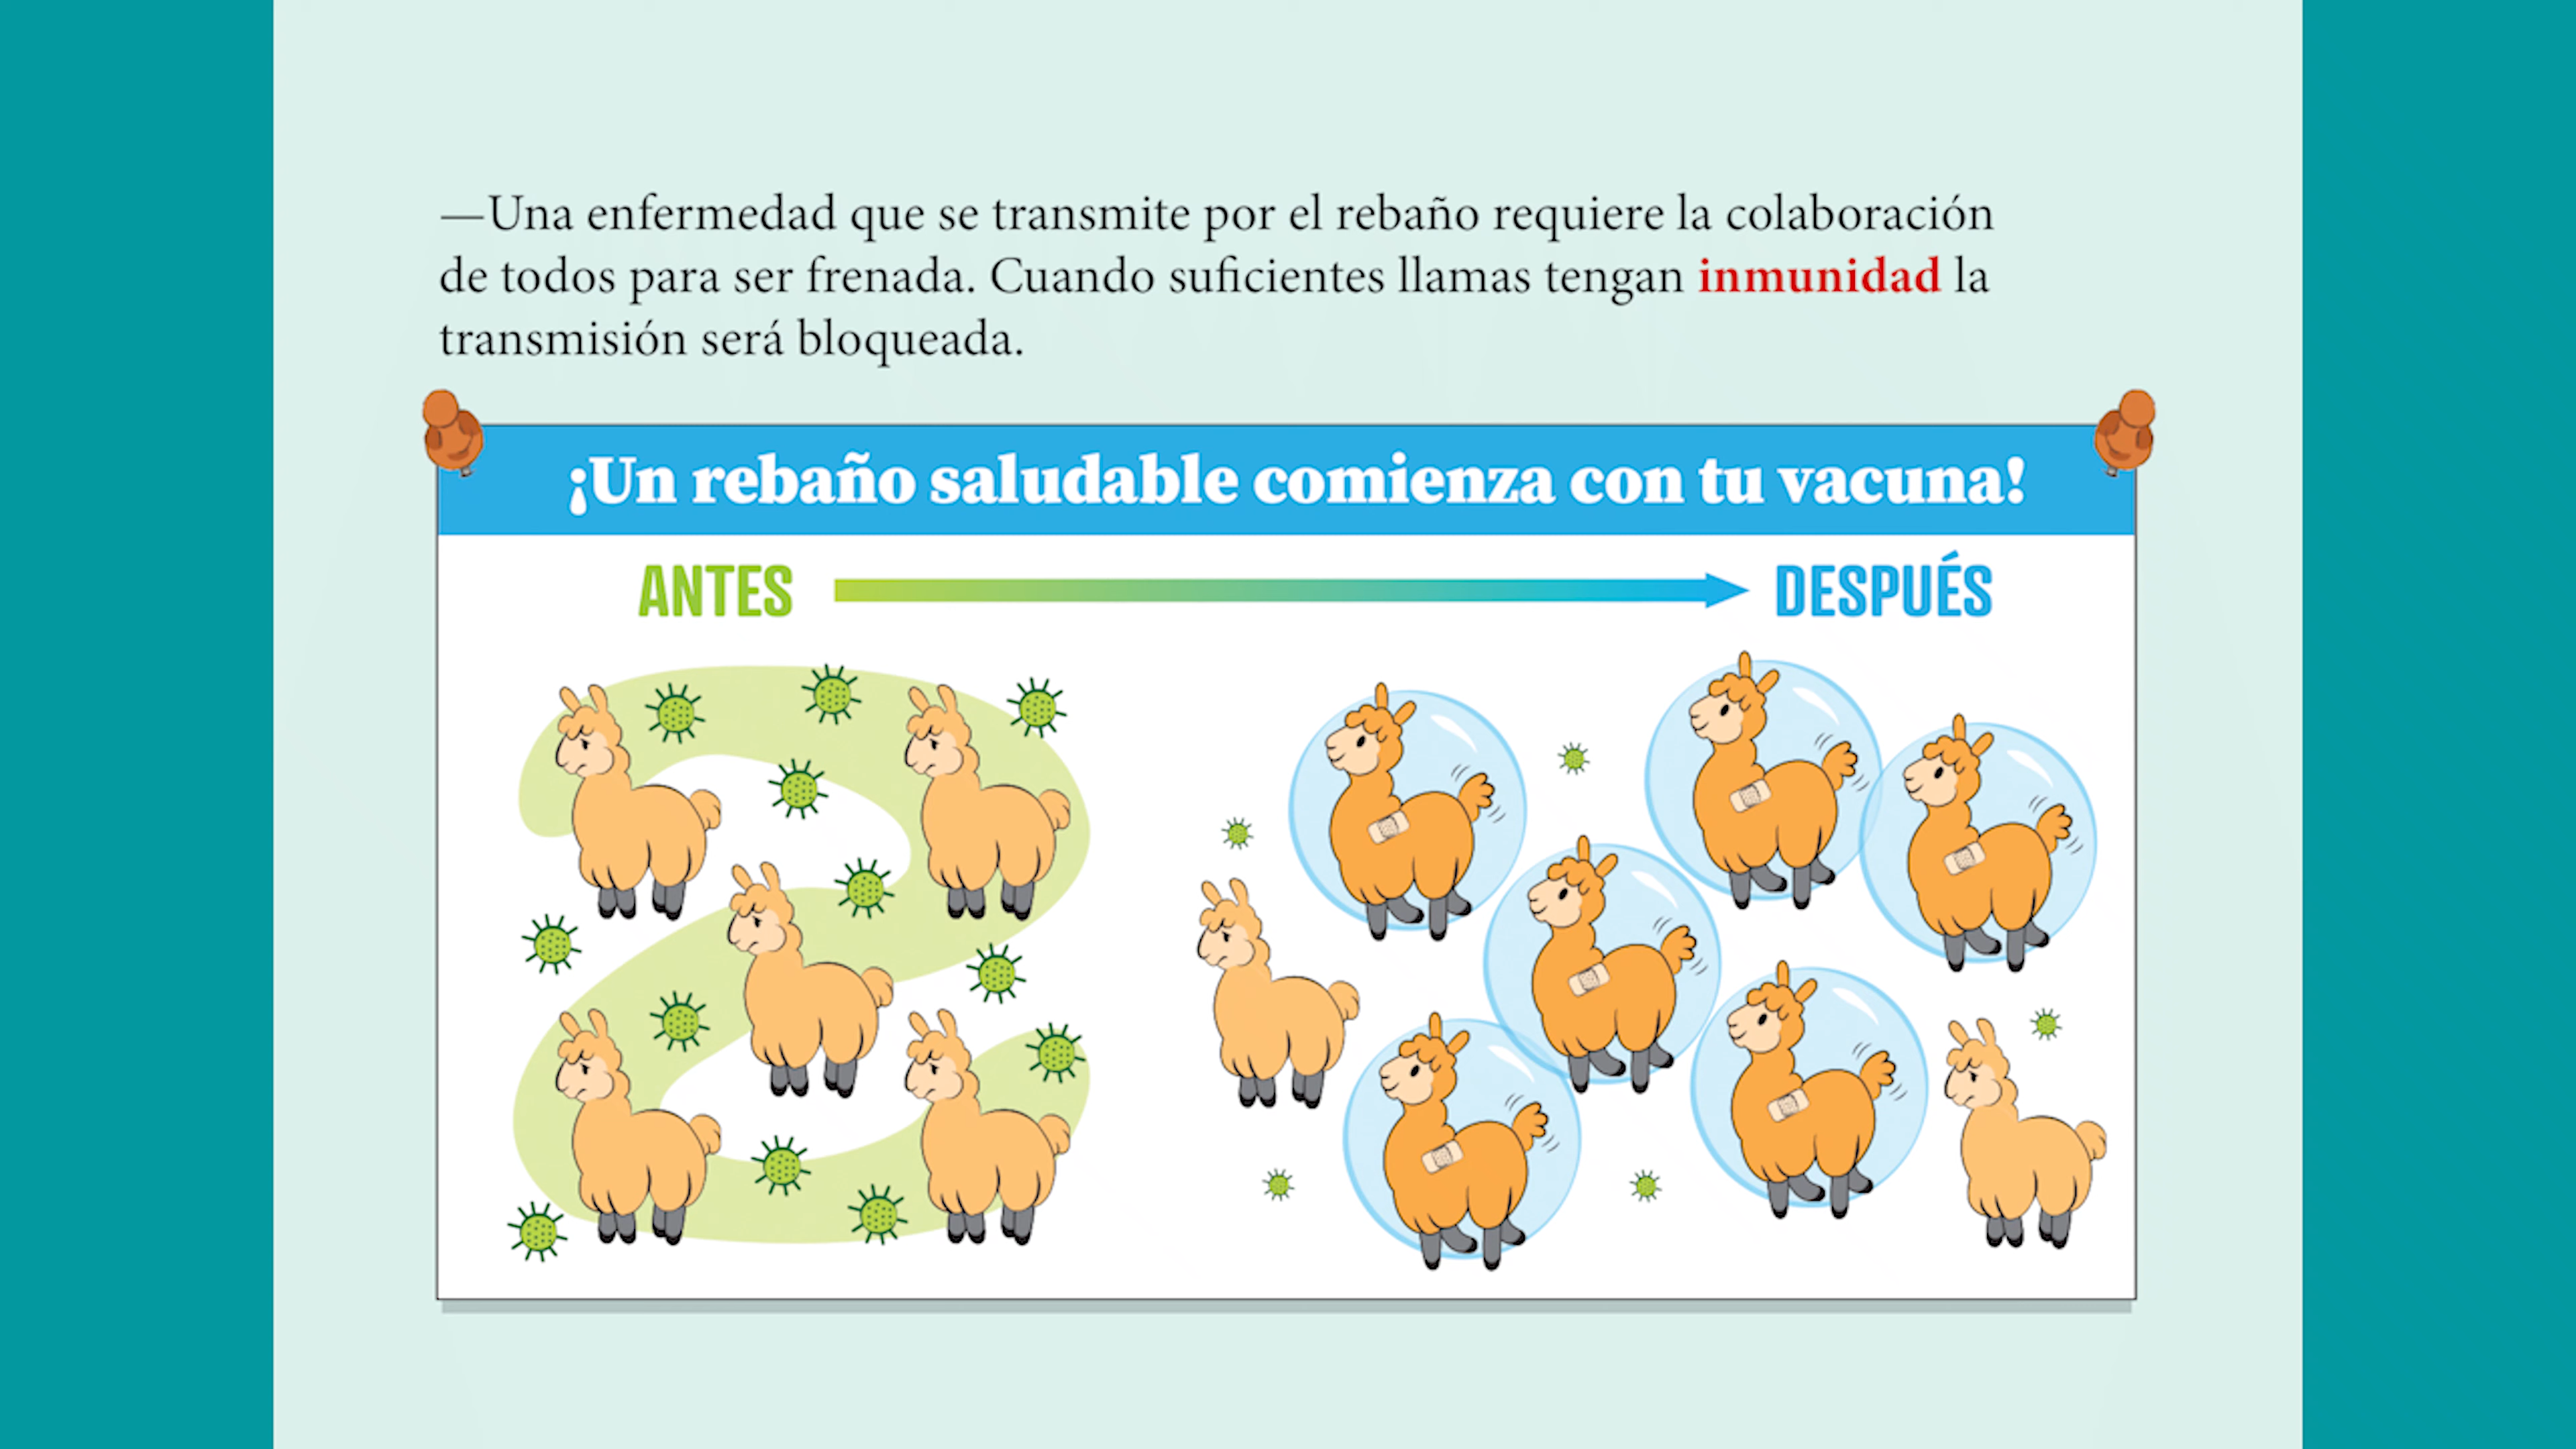 —Una enfermedad que se transmite por el rebaño requiere la colaboración
de todos para ser frenada. Cuando suficientes llamas tengan inmunidad la
transmisión será bloqueada.
¡Un rebaño saludable comienza con tu vacuna!
ANTES
DESPUÉS